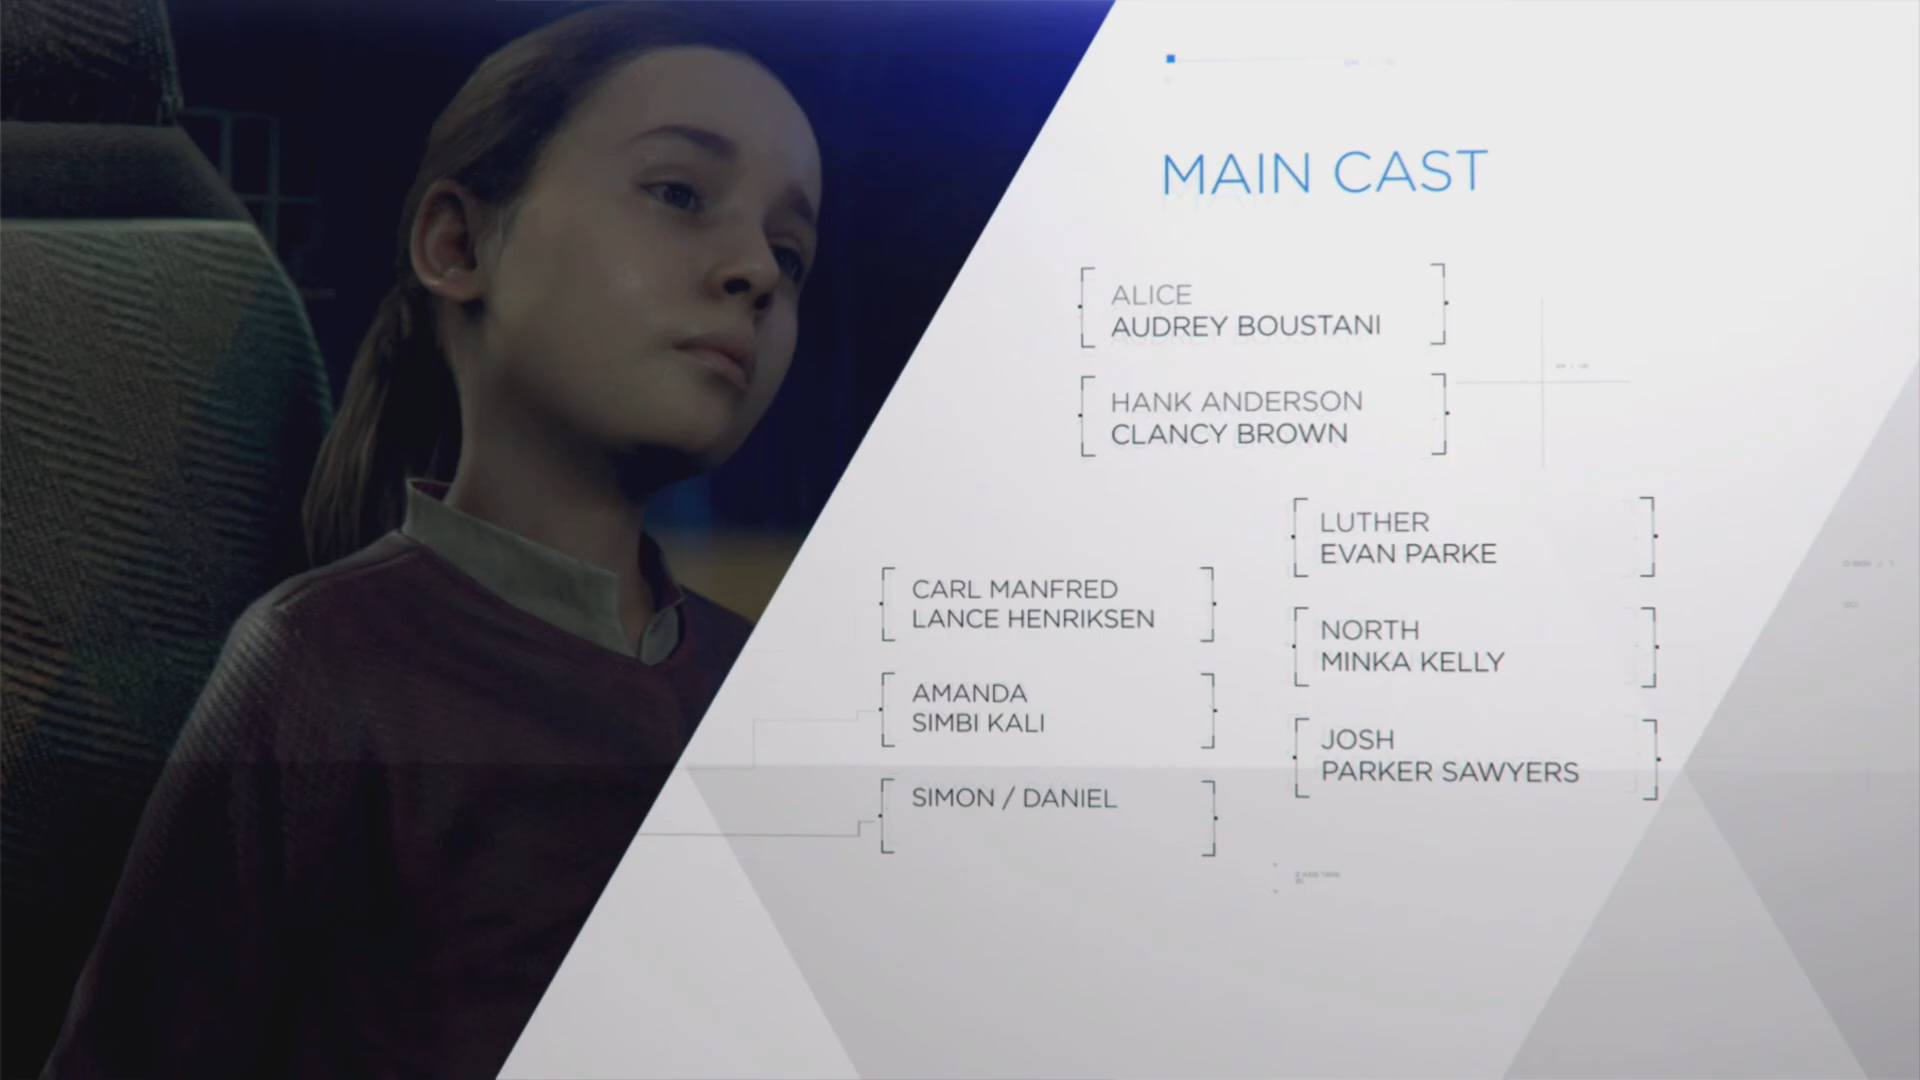 MAIN CAST
ALICE
AUDREY BOUSTANI
HANK ANDERSON
CLANCY BROWN
LUTHER
EVAN PARKE
NORTH
MINKA KELLY
JOSH
PARKER SAWYERS
CARL MANFRED
LANCE HENRIKSEN
AMANDA
SIMBI KALI
SIMON / DANIEL